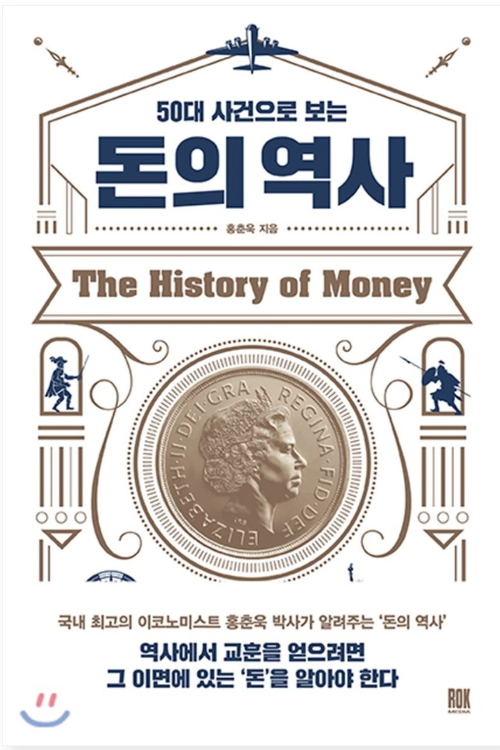 50대 사건으로 보는
돈의 역사
홍춘욱 지음
The History of Money
ELIZABETH·II·DEI·GRA REGINA·FID·DEF
국내 최고의 이코노미스트 홍춘욱 박사가 알려주는 ‘돈의 역사’
역사에서 교훈을 얻으려면
그 이면에 있는 ‘돈’을 알아야 한다
ROK
MEDIA